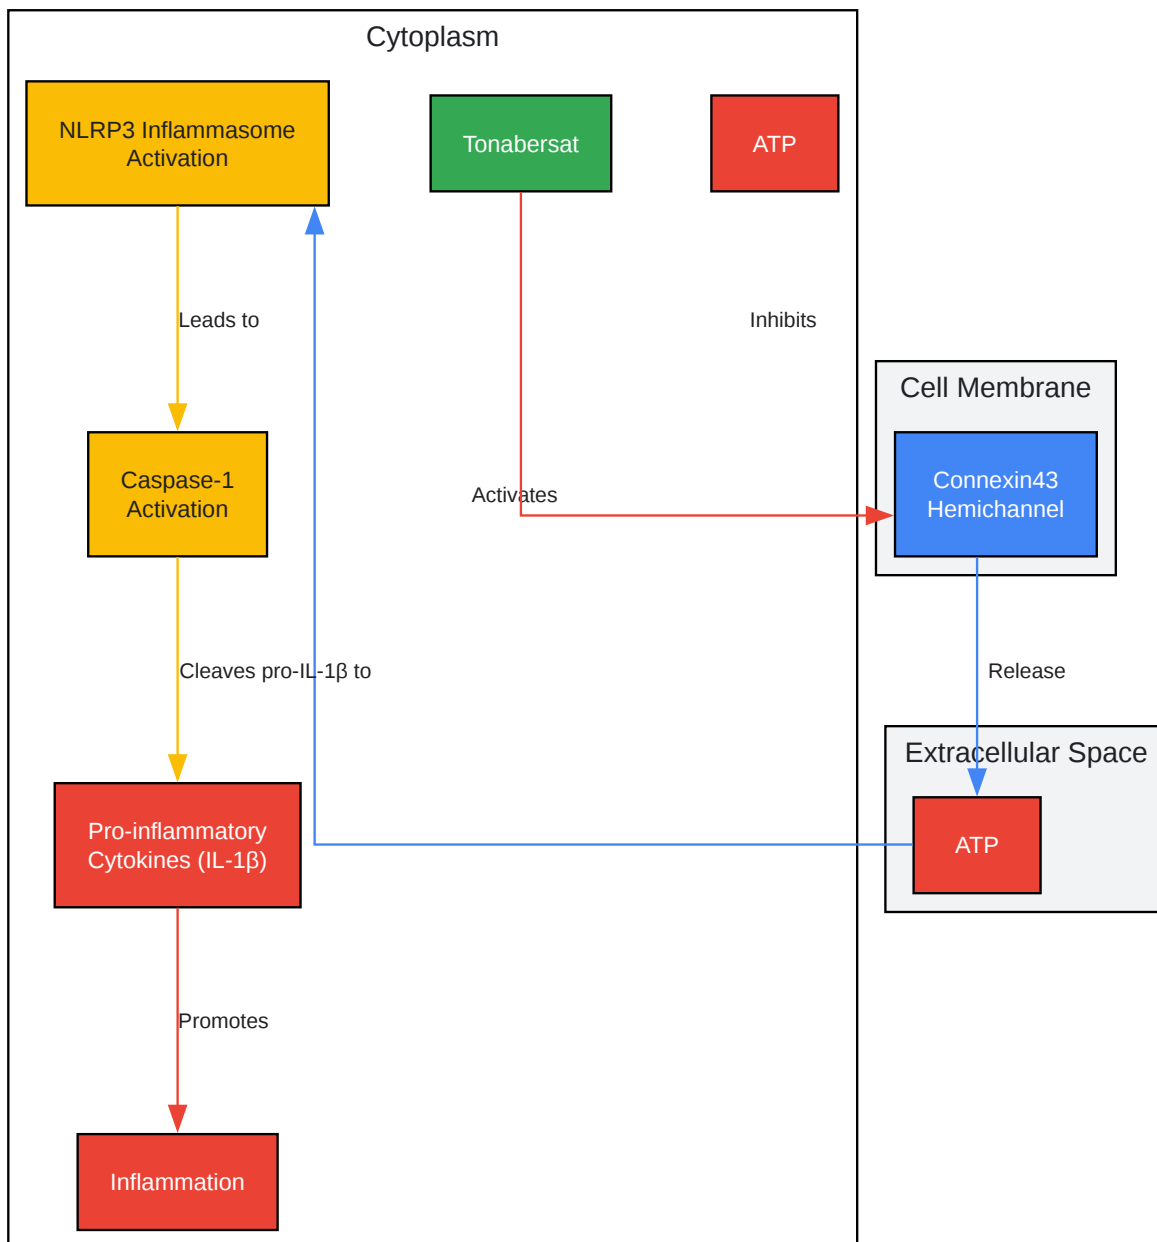 Cytoplasm
NLRP3 Inflammasome
Activation
Tonabersat
ATP
Leads to
Inhibits
Cell Membrane
Caspase-1
Activation
Connexin43
Hemichannel
Activates
Cleaves pro-IL-1β to
Release
Extracellular Space
Pro-inflammatory
Cytokines (IL-1β)
ATP
Promotes
Inflammation